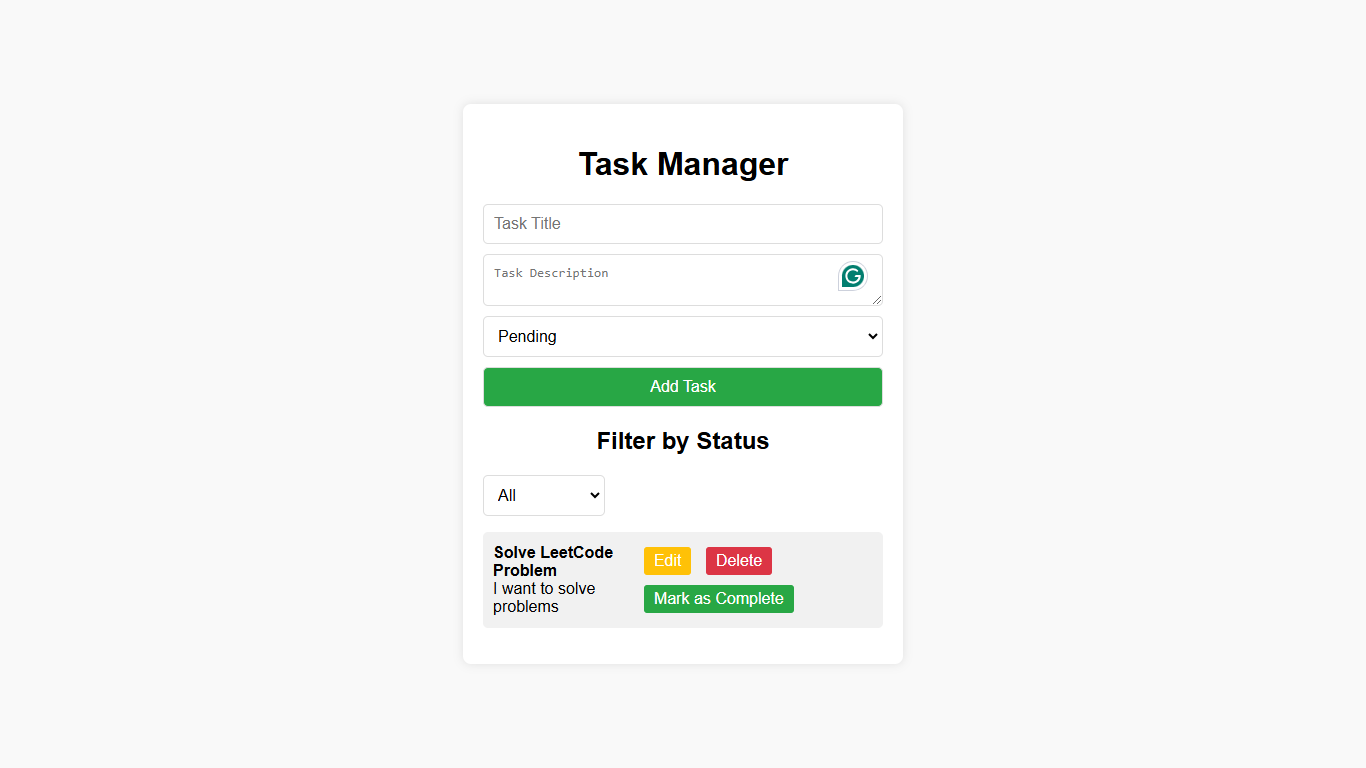 Task Manager
Task Title
Task Description
Pending
Add Task
Filter by Status
All
Solve LeetCode
Problem
I want to solve
problems
Edit
Delete
Mark as Complete